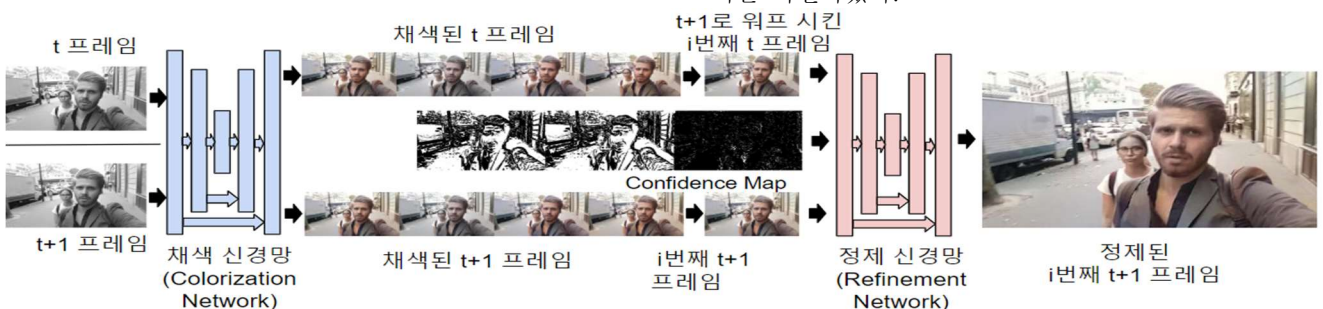 t 프레임
t+1 프레임
채색 신경망
(Colorization
Network)
채색된 t 프레임
t+1로 워프 시킨
i번째 t 프레임
Confidence Map
채색된 t+1 프레임
i번째 t+1
프레임
정제 신경망
(Refinement
Network)
정제된
i번째 t+1 프레임